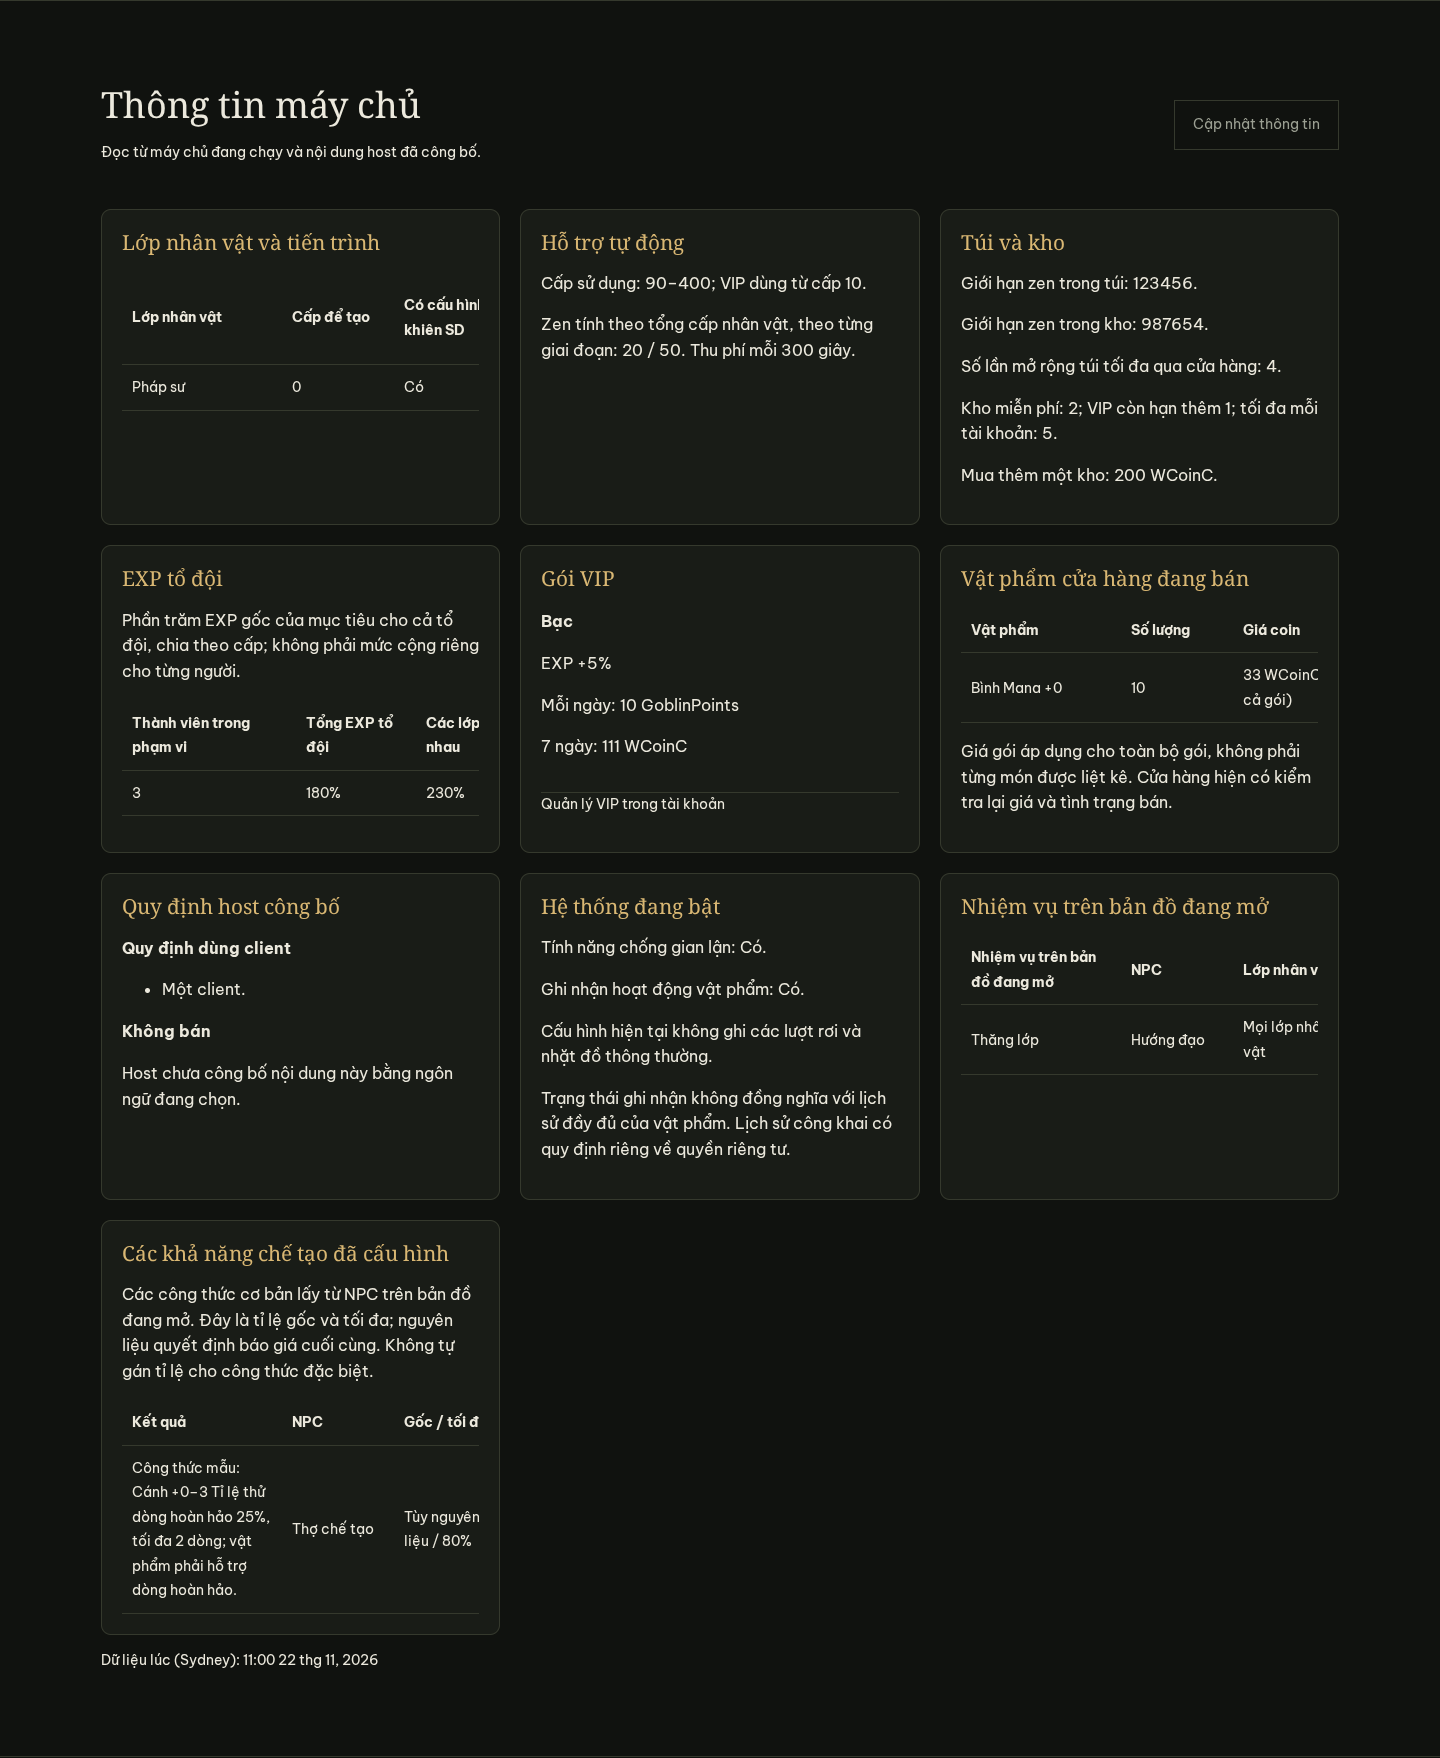 Thông tin máy chủ
Đọc từ máy chủ đang chạy và nội dung host đã công bố.
Cập nhật thông tin
Lớp nhân vật và tiến trình
Lớp nhân vật
Cấp để tạo
Có cấu hình
khiên SD
Pháp sư
0
Có
Hỗ trợ tự động
Cấp sử dụng: 90–400; VIP dùng từ cấp 10.
Zen tính theo tổng cấp nhân vật, theo từng
giai đoạn: 20 / 50. Thu phí mỗi 300 giây.
Túi và kho
Giới hạn zen trong túi: 123456.
Giới hạn zen trong kho: 987654.
Số lần mở rộng túi tối đa qua cửa hàng: 4.
Kho miễn phí: 2; VIP còn hạn thêm 1; tối đa mỗi
tài khoản: 5.
Mua thêm một kho: 200 WCoinC.
EXP tổ đội
Phần trăm EXP gốc của mục tiêu cho cả tổ
đội, chia theo cấp; không phải mức cộng riêng
cho từng người.
Thành viên trong
phạm vi
Tổng EXP tổ
đội
Các lớp
nhau
3
180%
230%
Gói VIP
Bạc
EXP +5%
Mỗi ngày: 10 GoblinPoints
7 ngày: 111 WCoinC
Quản lý VIP trong tài khoản
Vật phẩm cửa hàng đang bán
Vật phẩm
Số lượng
Giá coin
Bình Mana +0
10
33 WCoinC
cả gói)
Giá gói áp dụng cho toàn bộ gói, không phải
từng món được liệt kê. Cửa hàng hiện có kiểm
tra lại giá và tình trạng bán.
Quy định host công bố
Quy định dùng client
• Một client.
Không bán
Host chưa công bố nội dung này bằng ngôn
ngữ đang chọn.
Hệ thống đang bật
Tính năng chống gian lận: Có.
Ghi nhận hoạt động vật phẩm: Có.
Cấu hình hiện tại không ghi các lượt rơi và
nhặt đồ thông thường.
Trạng thái ghi nhận không đồng nghĩa với lịch
sử đầy đủ của vật phẩm. Lịch sử công khai có
quy định riêng về quyền riêng tư.
Nhiệm vụ trên bản đồ đang mở
Nhiệm vụ trên bản
đồ đang mở
NPC
Lớp nhân v
Thăng lớp
Hướng đạo
Mọi lớp nhâ
vật
Các khả năng chế tạo đã cấu hình
Các công thức cơ bản lấy từ NPC trên bản đồ
đang mở. Đây là tỉ lệ gốc và tối đa; nguyên
liệu quyết định báo giá cuối cùng. Không tự
gán tỉ lệ cho công thức đặc biệt.
Kết quả
NPC
Gốc / tối đ
Công thức mẫu:
Cánh +0–3 Tỉ lệ thử
dòng hoàn hảo 25%,
tối đa 2 dòng; vật
phẩm phải hỗ trợ
dòng hoàn hảo.
Thợ chế tạo
Tùy nguyên
liệu / 80%
Dữ liệu lúc (Sydney): 11:00 22 thg 11, 2026